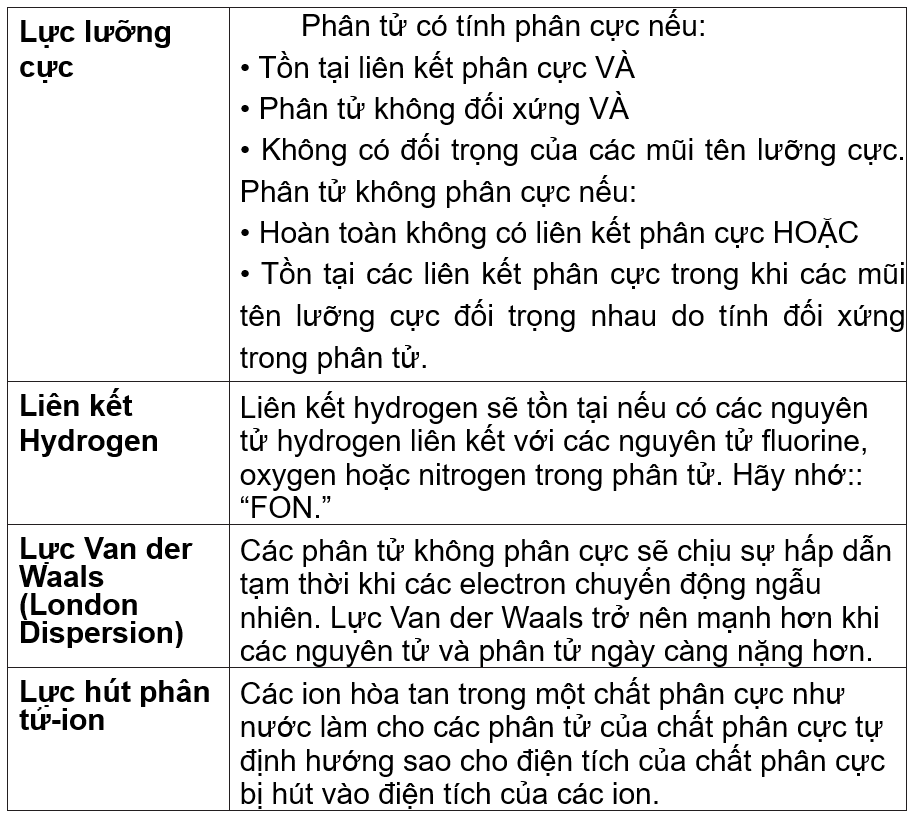 Lực lưỡng
cực
Phân tử có tính phân cực nếu:
• Tồn tại liên kết phân cực VÀ
• Phân tử không đối xứng VÀ
• Không có đối trọng của các mũi tên lưỡng cực.
Phân tử không phân cực nếu:
• Hoàn toàn không có liên kết phân cực HOẶC
• Tồn tại các liên kết phân cực trong khi các mũi
tên lưỡng cực đối trọng nhau do tính đối xứng
trong phân tử.
Liên kết
Hydrogen
Liên kết hydrogen sẽ tồn tại nếu có các nguyên
tử hydrogen liên kết với các nguyên tử fluorine,
oxygen hoặc nitrogen trong phân tử. Hãy nhớ::
“FON.”
Lực Van der
Waals
(London
Dispersion)
Các phân tử không phân cực sẽ chịu sự hấp dẫn
tạm thời khi các electron chuyển động ngẫu
nhiên. Lực Van der Waals trở nên mạnh hơn khi
các nguyên tử và phân tử ngày càng nặng hơn.
Lực hút phân
tử-ion
Các ion hòa tan trong một chất phân cực như
nước làm cho các phân tử của chất phân cực tự
định hướng sao cho điện tích của chất phân cực
bị hút vào điện tích của các ion.